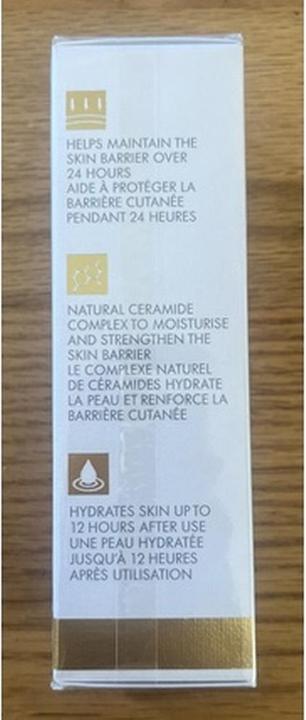 HELPS MAINTAIN THE
SKIN BARRIER OVER
24 HOURS
AIDE À PROTÉGER LA
BARRIÈRE CUTANÉE
PENDANT 24 HEURES
NATURAL CERAMIDE
COMPLEX TO MOISTURISE
AND STRENGTHEN THE
SKIN BARRIER
LE COMPLEXE NATUREL
DE CÉRAMIDES HYDRATE
LA PEAU ET RENFORCE LA
BARRIÈRE CUTANÉE
HYDRATES SKIN UP TO
12 HOURS AFTER USE
UNE PEAU HYDRATÉE
JUSQU'À 12 HEURES
APRÈS UTILISATION